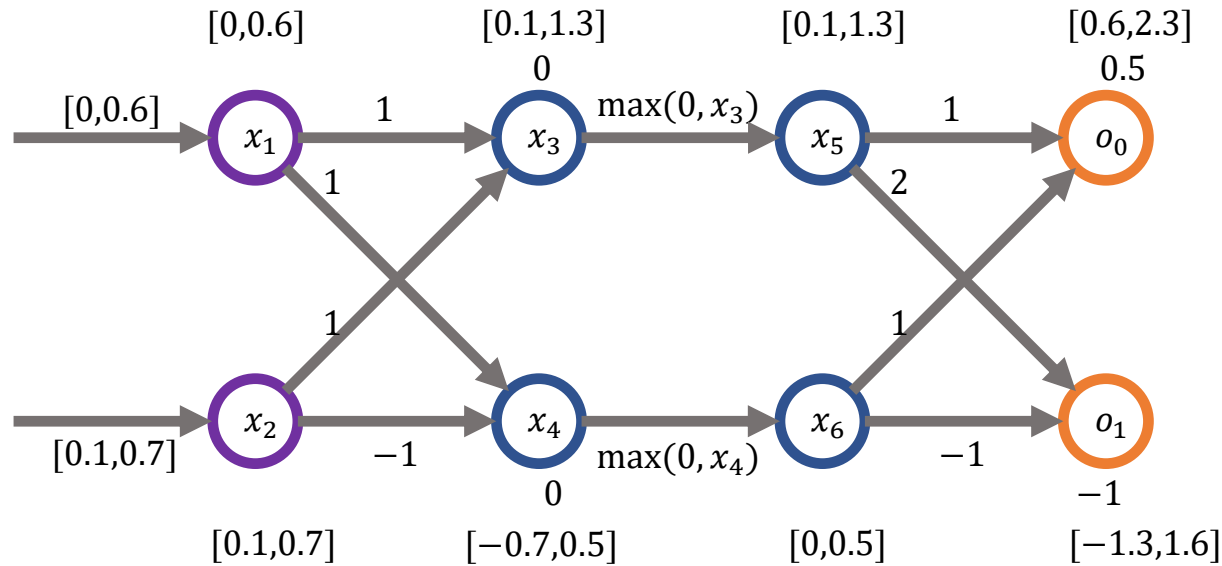 [0,0.6] [0.1,1.3] [0.1,1.3] [0.6,2.3]
0 0.5
[0,0.6] 1 max(0, x₃) 1
x₁ x₃ x₅ o₀
1 2
1 1
x₂ x₄ x₆ o₁
[0.1,0.7] −1 max(0, x₄) −1
0 −1
[0.1,0.7] [−0.7,0.5] [0,0.5] [−1.3,1.6]